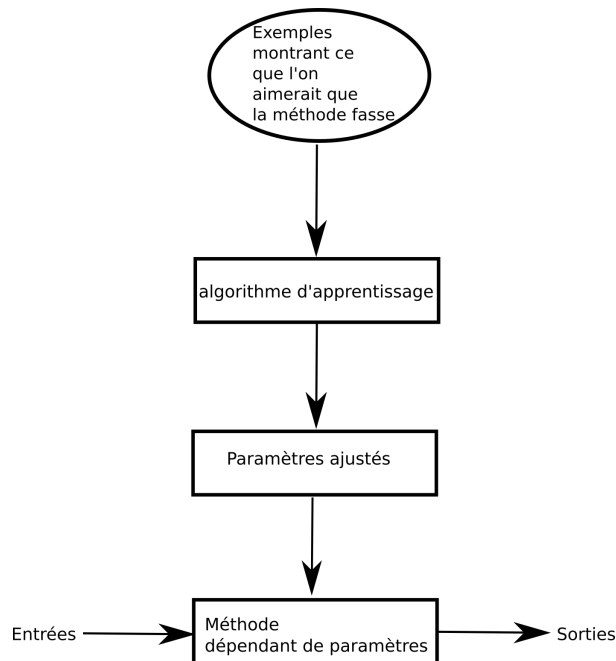 Exemples
montrant ce
que l'on
aimerait que
la méthode fasse
algorithme d'apprentissage
Paramètres ajustés
Entrées
Méthode
dépendant de paramètres
Sorties